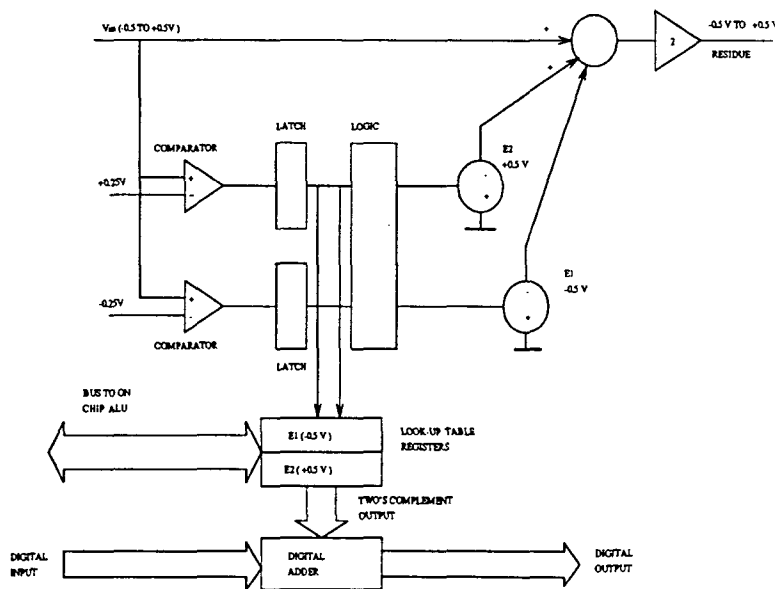 Vin (-0.5 TO +0.5V)
+
+
2
-0.5 V TO +0.5 V
RESIDUE
COMPARATOR
LATCH
LOGIC
E2
+0.5 V
+0.25V
+
-
-
+
-0.25V
+
-
E1
-0.5 V
-
+
COMPARATOR
LATCH
BUS TO ON
CHIP ALU
E1 (-0.5 V)
E2 (+0.5 V)
LOOK-UP TABLE
REGISTERS
TWO'S COMPLEMENT
OUTPUT
DIGITAL
INPUT
DIGITAL
ADDER
DIGITAL
OUTPUT